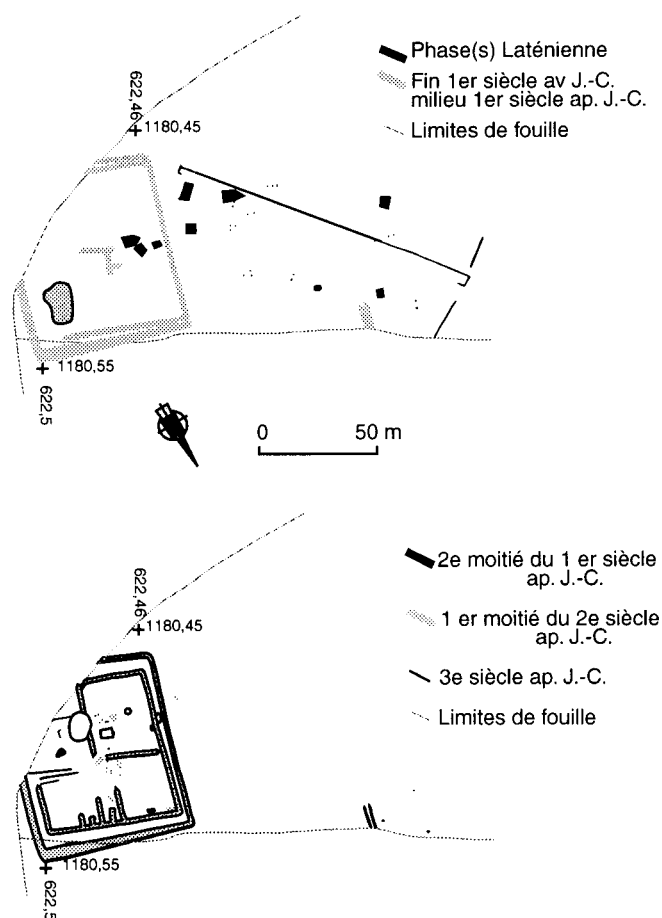 Phase(s) Laténienne
Fin 1er siècle av J.-C.
milieu 1er siècle ap. J.-C.
Limites de fouille
622,46
1180,45
1180,55
622,5
0 50 m
2e moitié du 1 er siècle
ap. J.-C.
1 er moitié du 2e siècle
ap. J.-C.
3e siècle ap. J.-C.
Limites de fouille
622,46
1180,45
1180,55
622,5